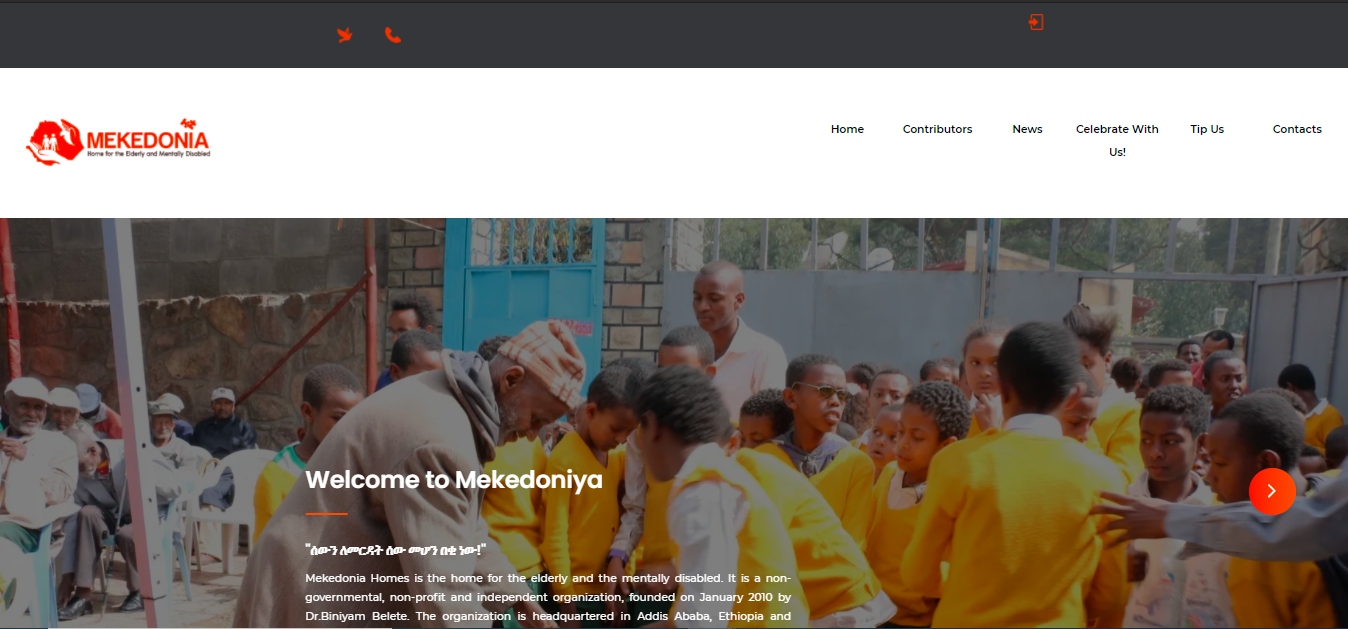 MEKEDONIA
Home for the Elderly and Mentally Disabled
Home
Contributors
News
Celebrate With
Us!
Tip Us
Contacts
Welcome to Mekedoniya
"ሰውን ለመርዳት ሰው መሆን በቂ ነው!"
Mekedonia Homes is the home for the elderly and the mentally disabled. It is a non-
governmental, non-profit and independent organization, founded on January 2010 by
Dr.Biniyam Belete. The organization is headquartered in Addis Ababa, Ethiopia and